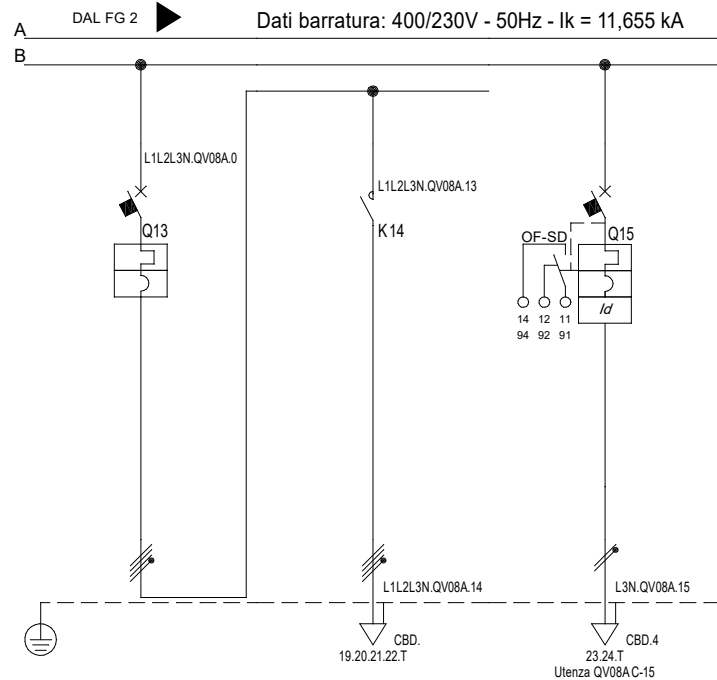 DAL FG 2
Dati barratura: 400/230V - 50Hz - Ik = 11,655 kA
A
B
L1L2L3N.QV08A.0
Q13
L1L2L3N.QV08A.13
K14
OF-SD
Q15
Id
14 12 11
94 92 91
L1L2L3N.QV08A.14
L3N.QV08A.15
CBD.
19.20.21.22.T
CBD.4
23.24.T
Utenza QV08AC-15